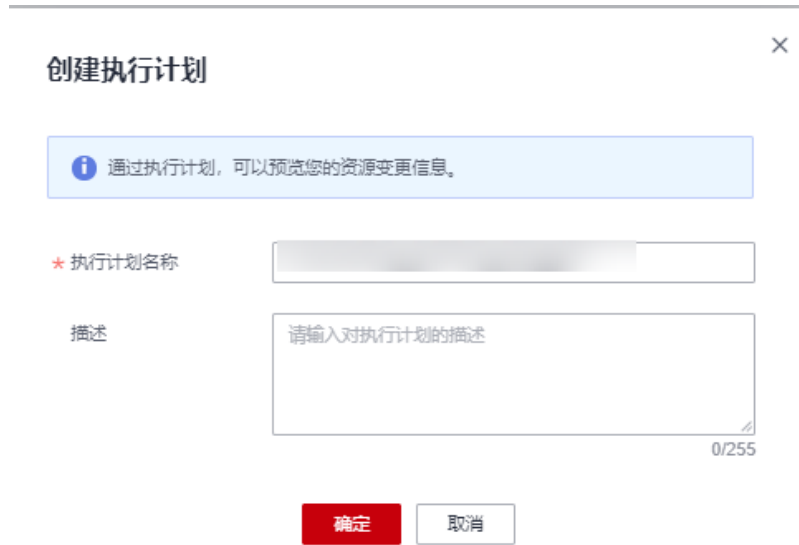 创建执行计划
通过执行计划，可以预览您的资源变更信息。
* 执行计划名称
描述
请输入对执行计划的描述
0/255
确定
取消